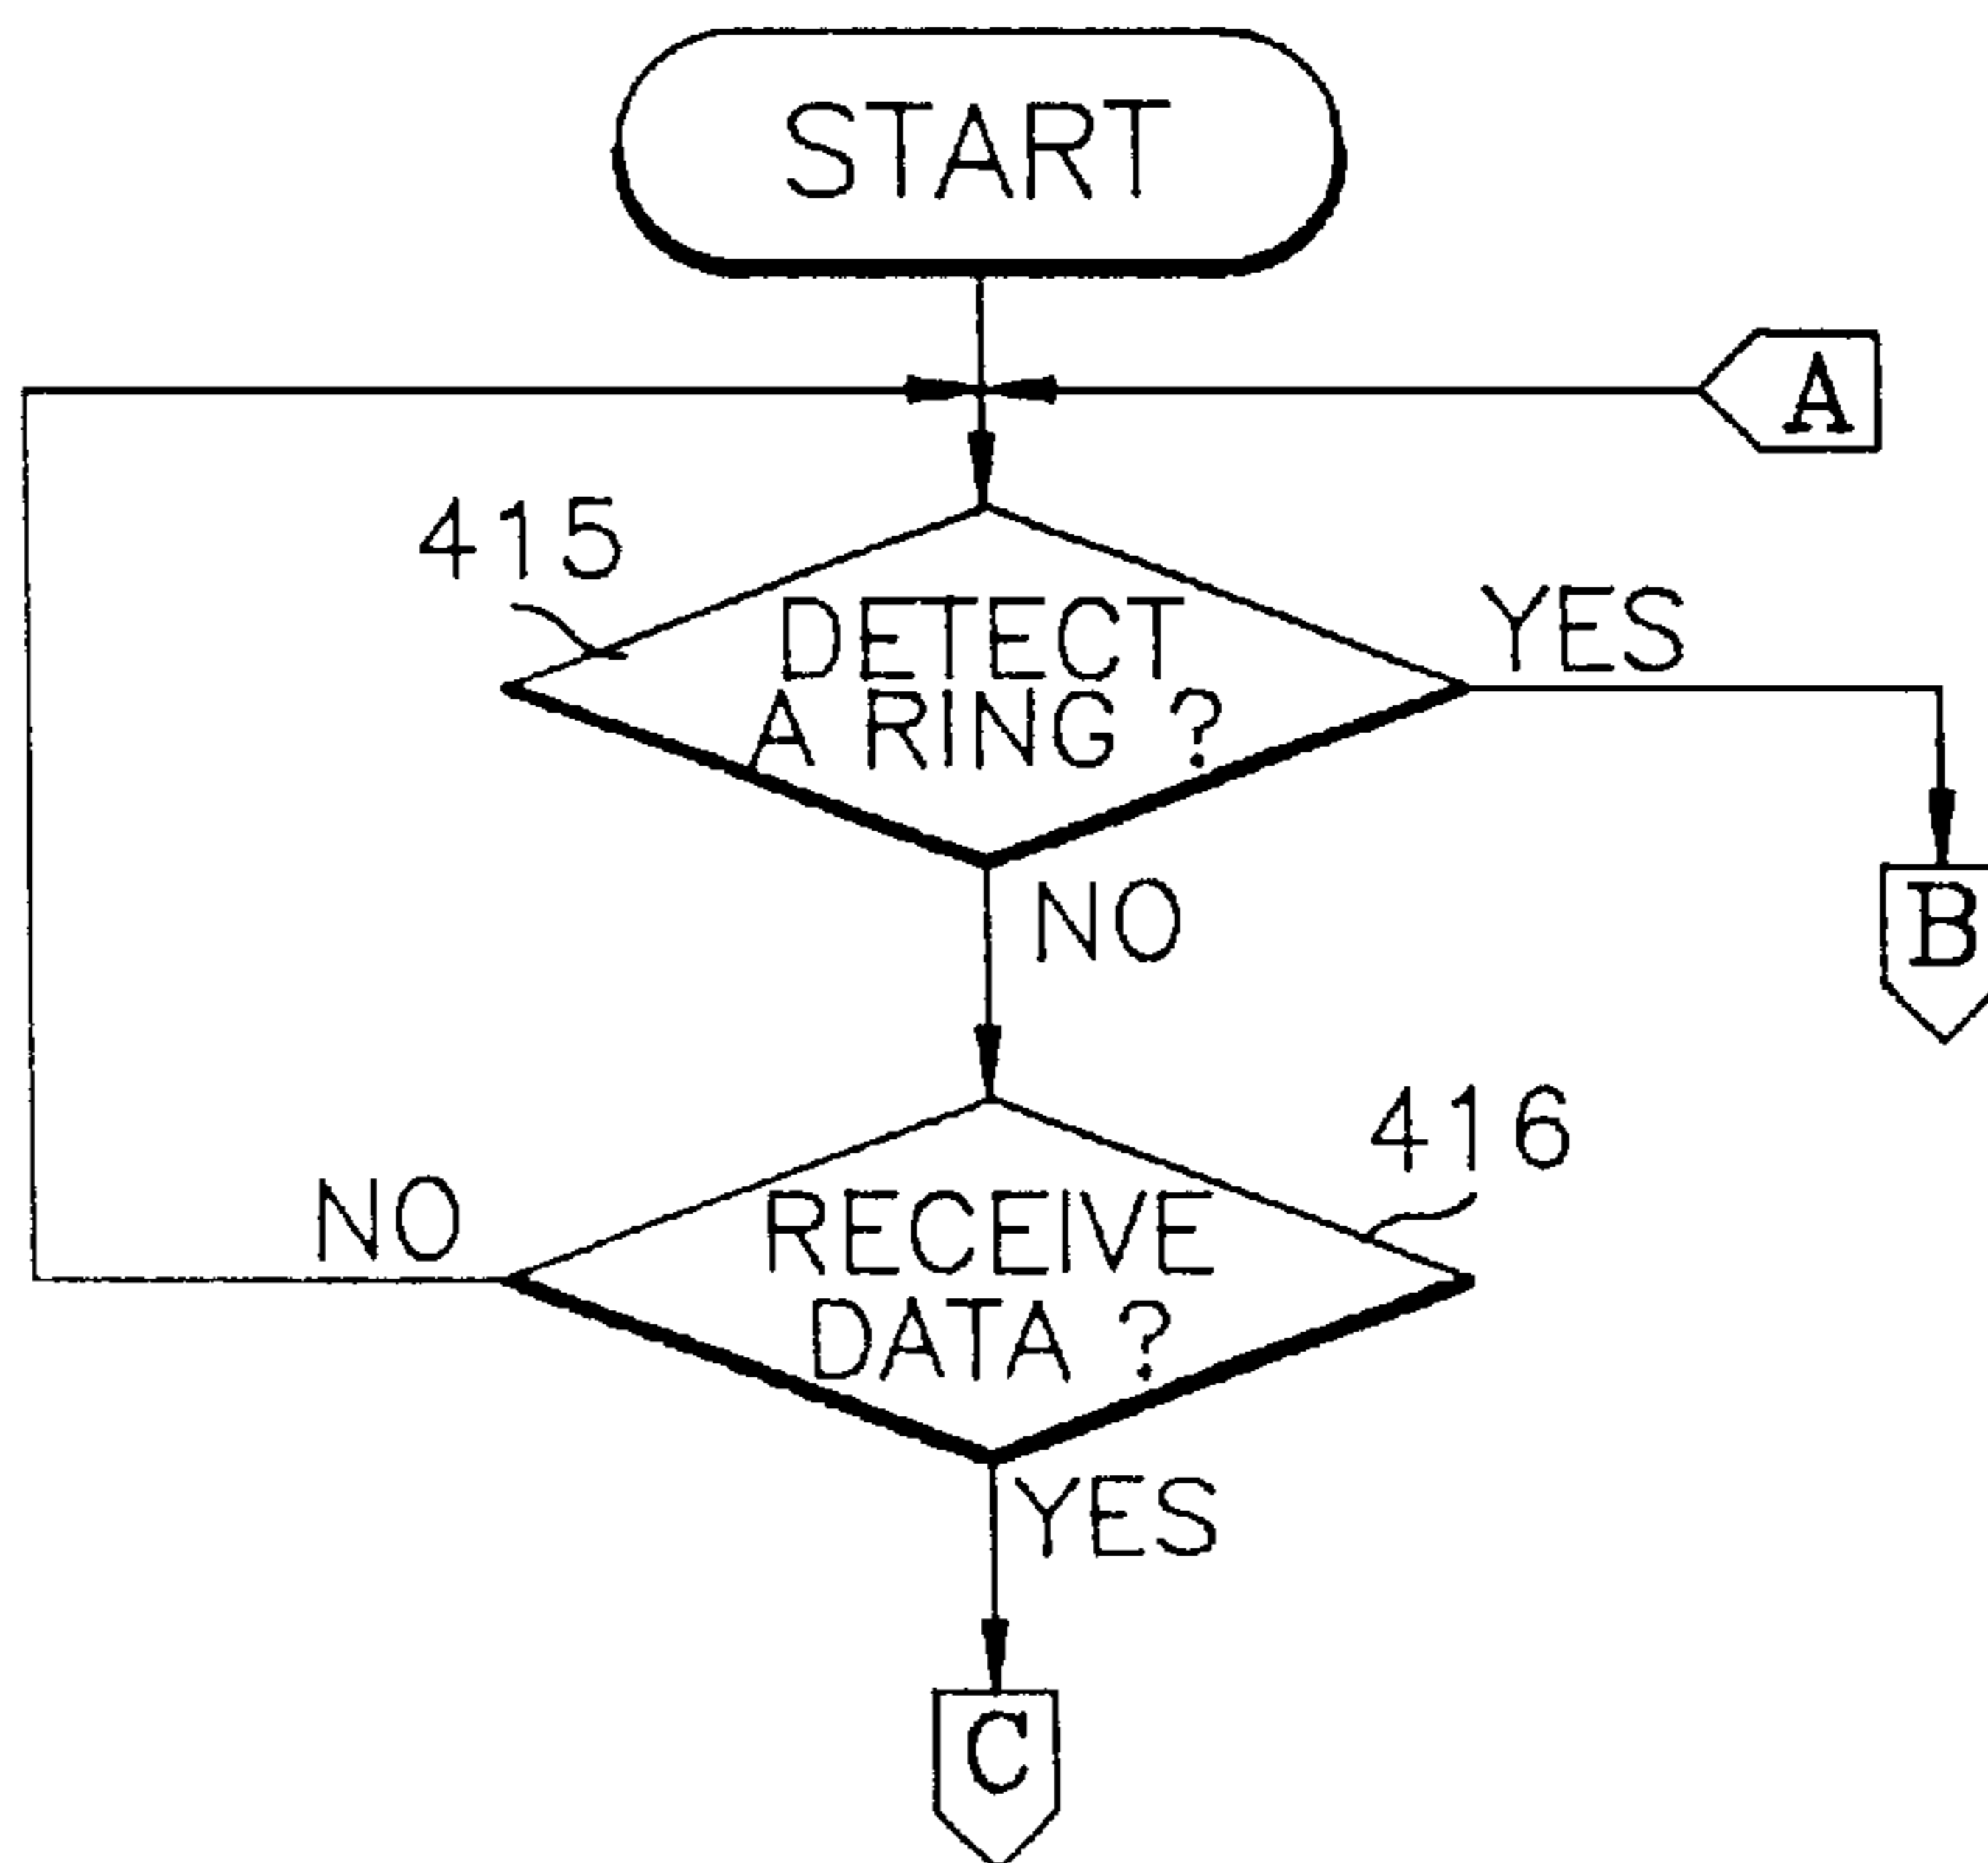 START
A
415
DETECT
A RING ?
YES
B
NO
416
NO
RECEIVE
DATA ?
YES
C